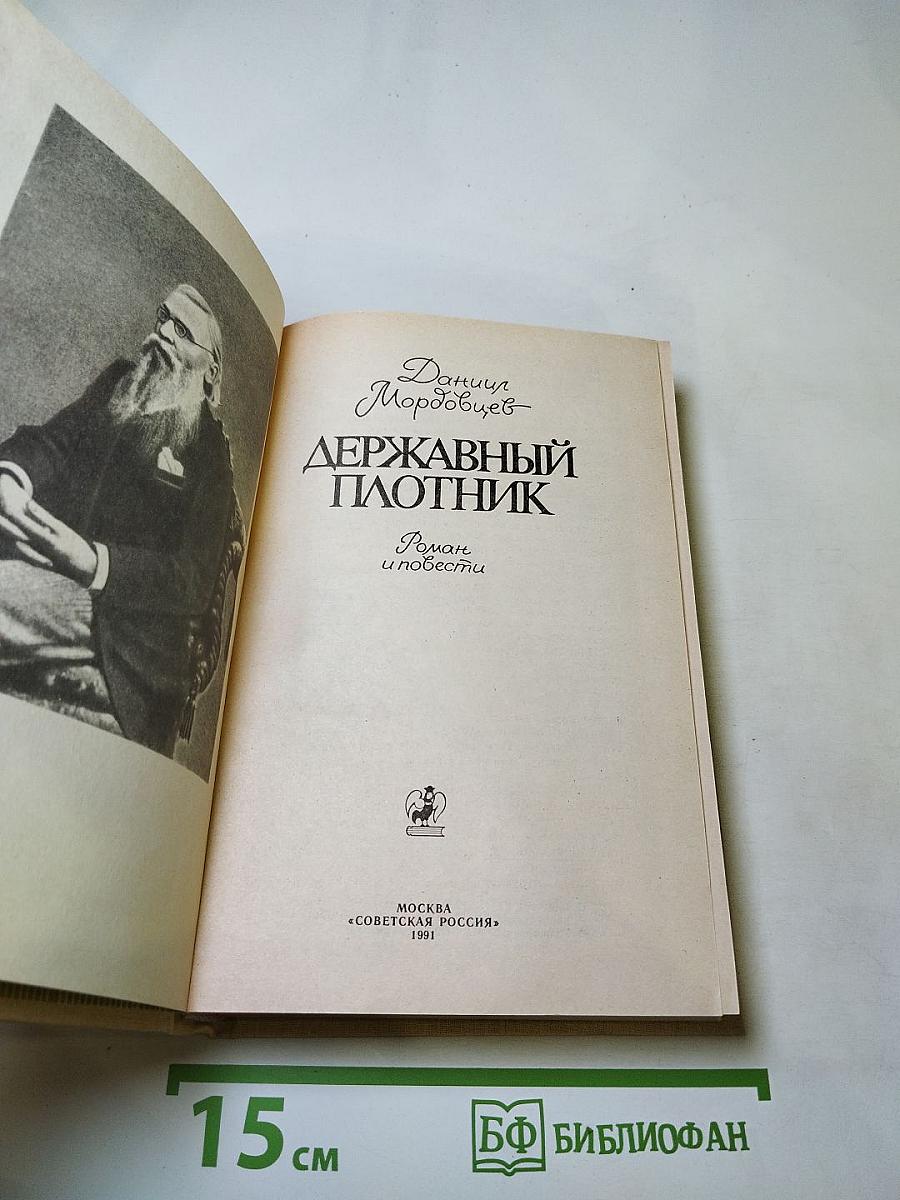 Даниил
Мордовцев
ДЕРЖАВНЫЙ
ПЛОТНИК
Роман
и повести
МОСКВА
«СОВЕТСКАЯ РОССИЯ»
1991
15 см
БФ БИБЛИОФАН